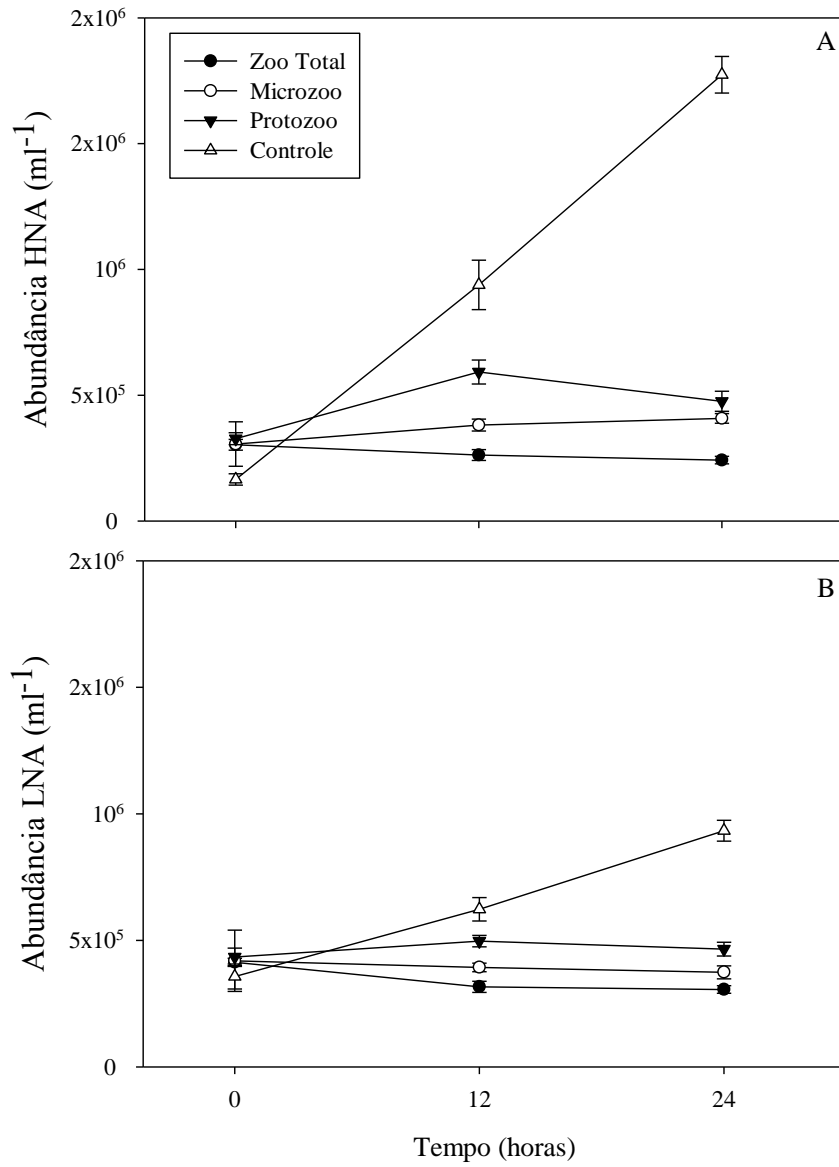 2x10⁶
A
Zoo Total
Microzoo
Protozoo
Controle
2x10⁶
10⁶
5x10⁵
0
Abundância HNA (ml⁻¹)
2x10⁶
B
2x10⁶
10⁶
5x10⁵
0
Abundância LNA (ml⁻¹)
0 12 24
Tempo (horas)